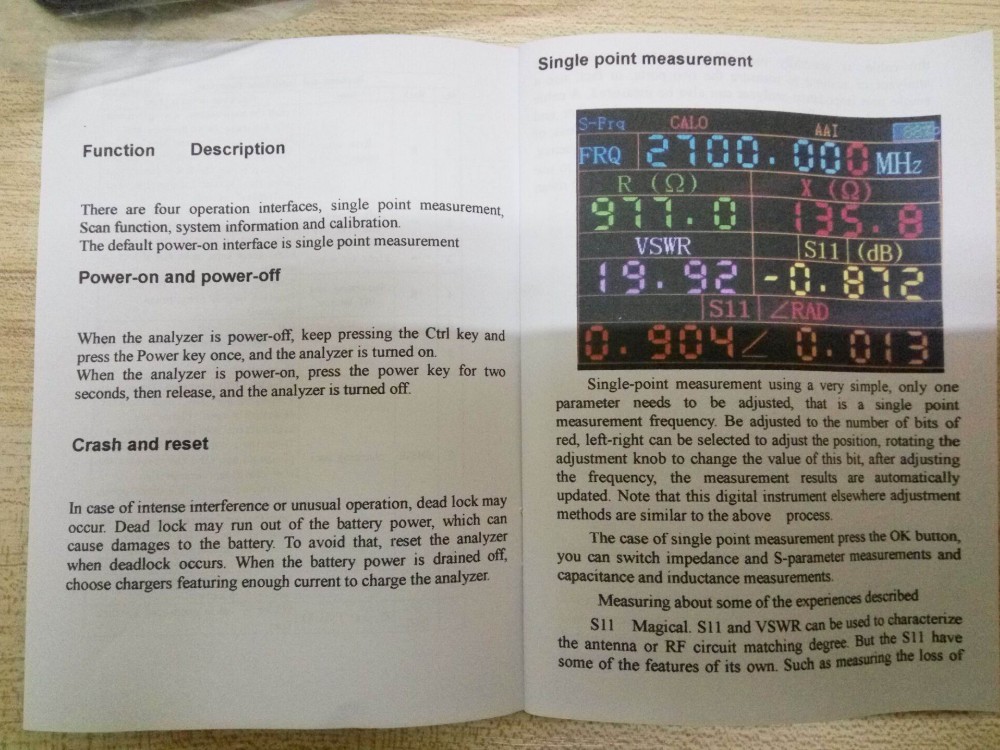 Function Description
There are four operation interfaces, single point measurement,
Scan function, system information and calibration.
The default power-on interface is single point measurement
Power-on and power-off
When the analyzer is power-off, keep pressing the Ctrl key and
press the Power key once, and the analyzer is turned on.
When the analyzer is power-on, press the power key for two
seconds, then release, and the analyzer is turned off.
Crash and reset
In case of intense interference or unusual operation, dead lock may
occur. Dead lock may run out of the battery power, which can
cause damages to the battery. To avoid that, reset the analyzer
when deadlock occurs. When the battery power is drained off,
choose chargers featuring enough current to charge the analyzer.
Single point measurement
S-Frq CALO AAI
FRQ 2700.000 MHz
R (Ω) X (Ω)
977.0 135.8
VSWR S11 (dB)
19.92 -0.872
S11 ∠RAD
0.904∠ 0.013
Single-point measurement using a very simple, only one
parameter needs to be adjusted, that is a single point
measurement frequency. Be adjusted to the number of bits of
red, left-right can be selected to adjust the position, rotating the
adjustment knob to change the value of this bit, after adjusting
the frequency, the measurement results are automatically
updated. Note that this digital instrument elsewhere adjustment
methods are similar to the above process.
The case of single point measurement press the OK button,
you can switch impedance and S-parameter measurements and
capacitance and inductance measurements.
Measuring about some of the experiences described
S11 Magical. S11 and VSWR can be used to characterize
the antenna or RF circuit matching degree. But the S11 have
some of the features of its own. Such as measuring the loss of